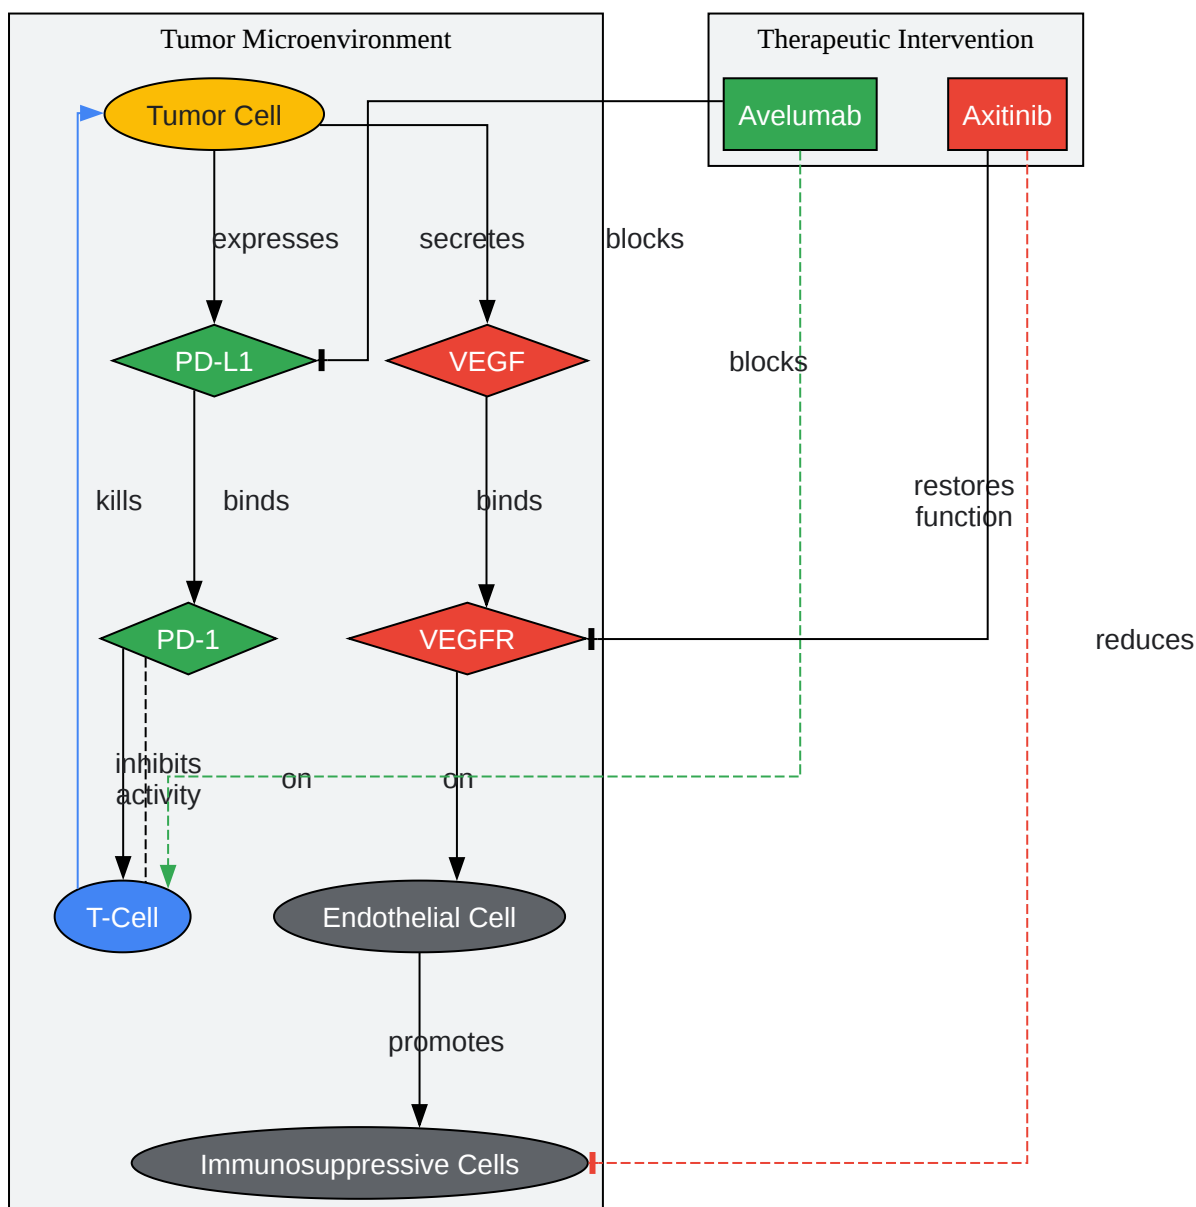 Tumor Microenvironment
Therapeutic Intervention
Tumor Cell
Avelumab
Axitinib
expresses
secretes
blocks
PD-L1
VEGF
blocks
kills
binds
binds
restores
function
PD-1
VEGFR
reduces
inhibits
activity
on
on
T-Cell
Endothelial Cell
promotes
Immunosuppressive Cells